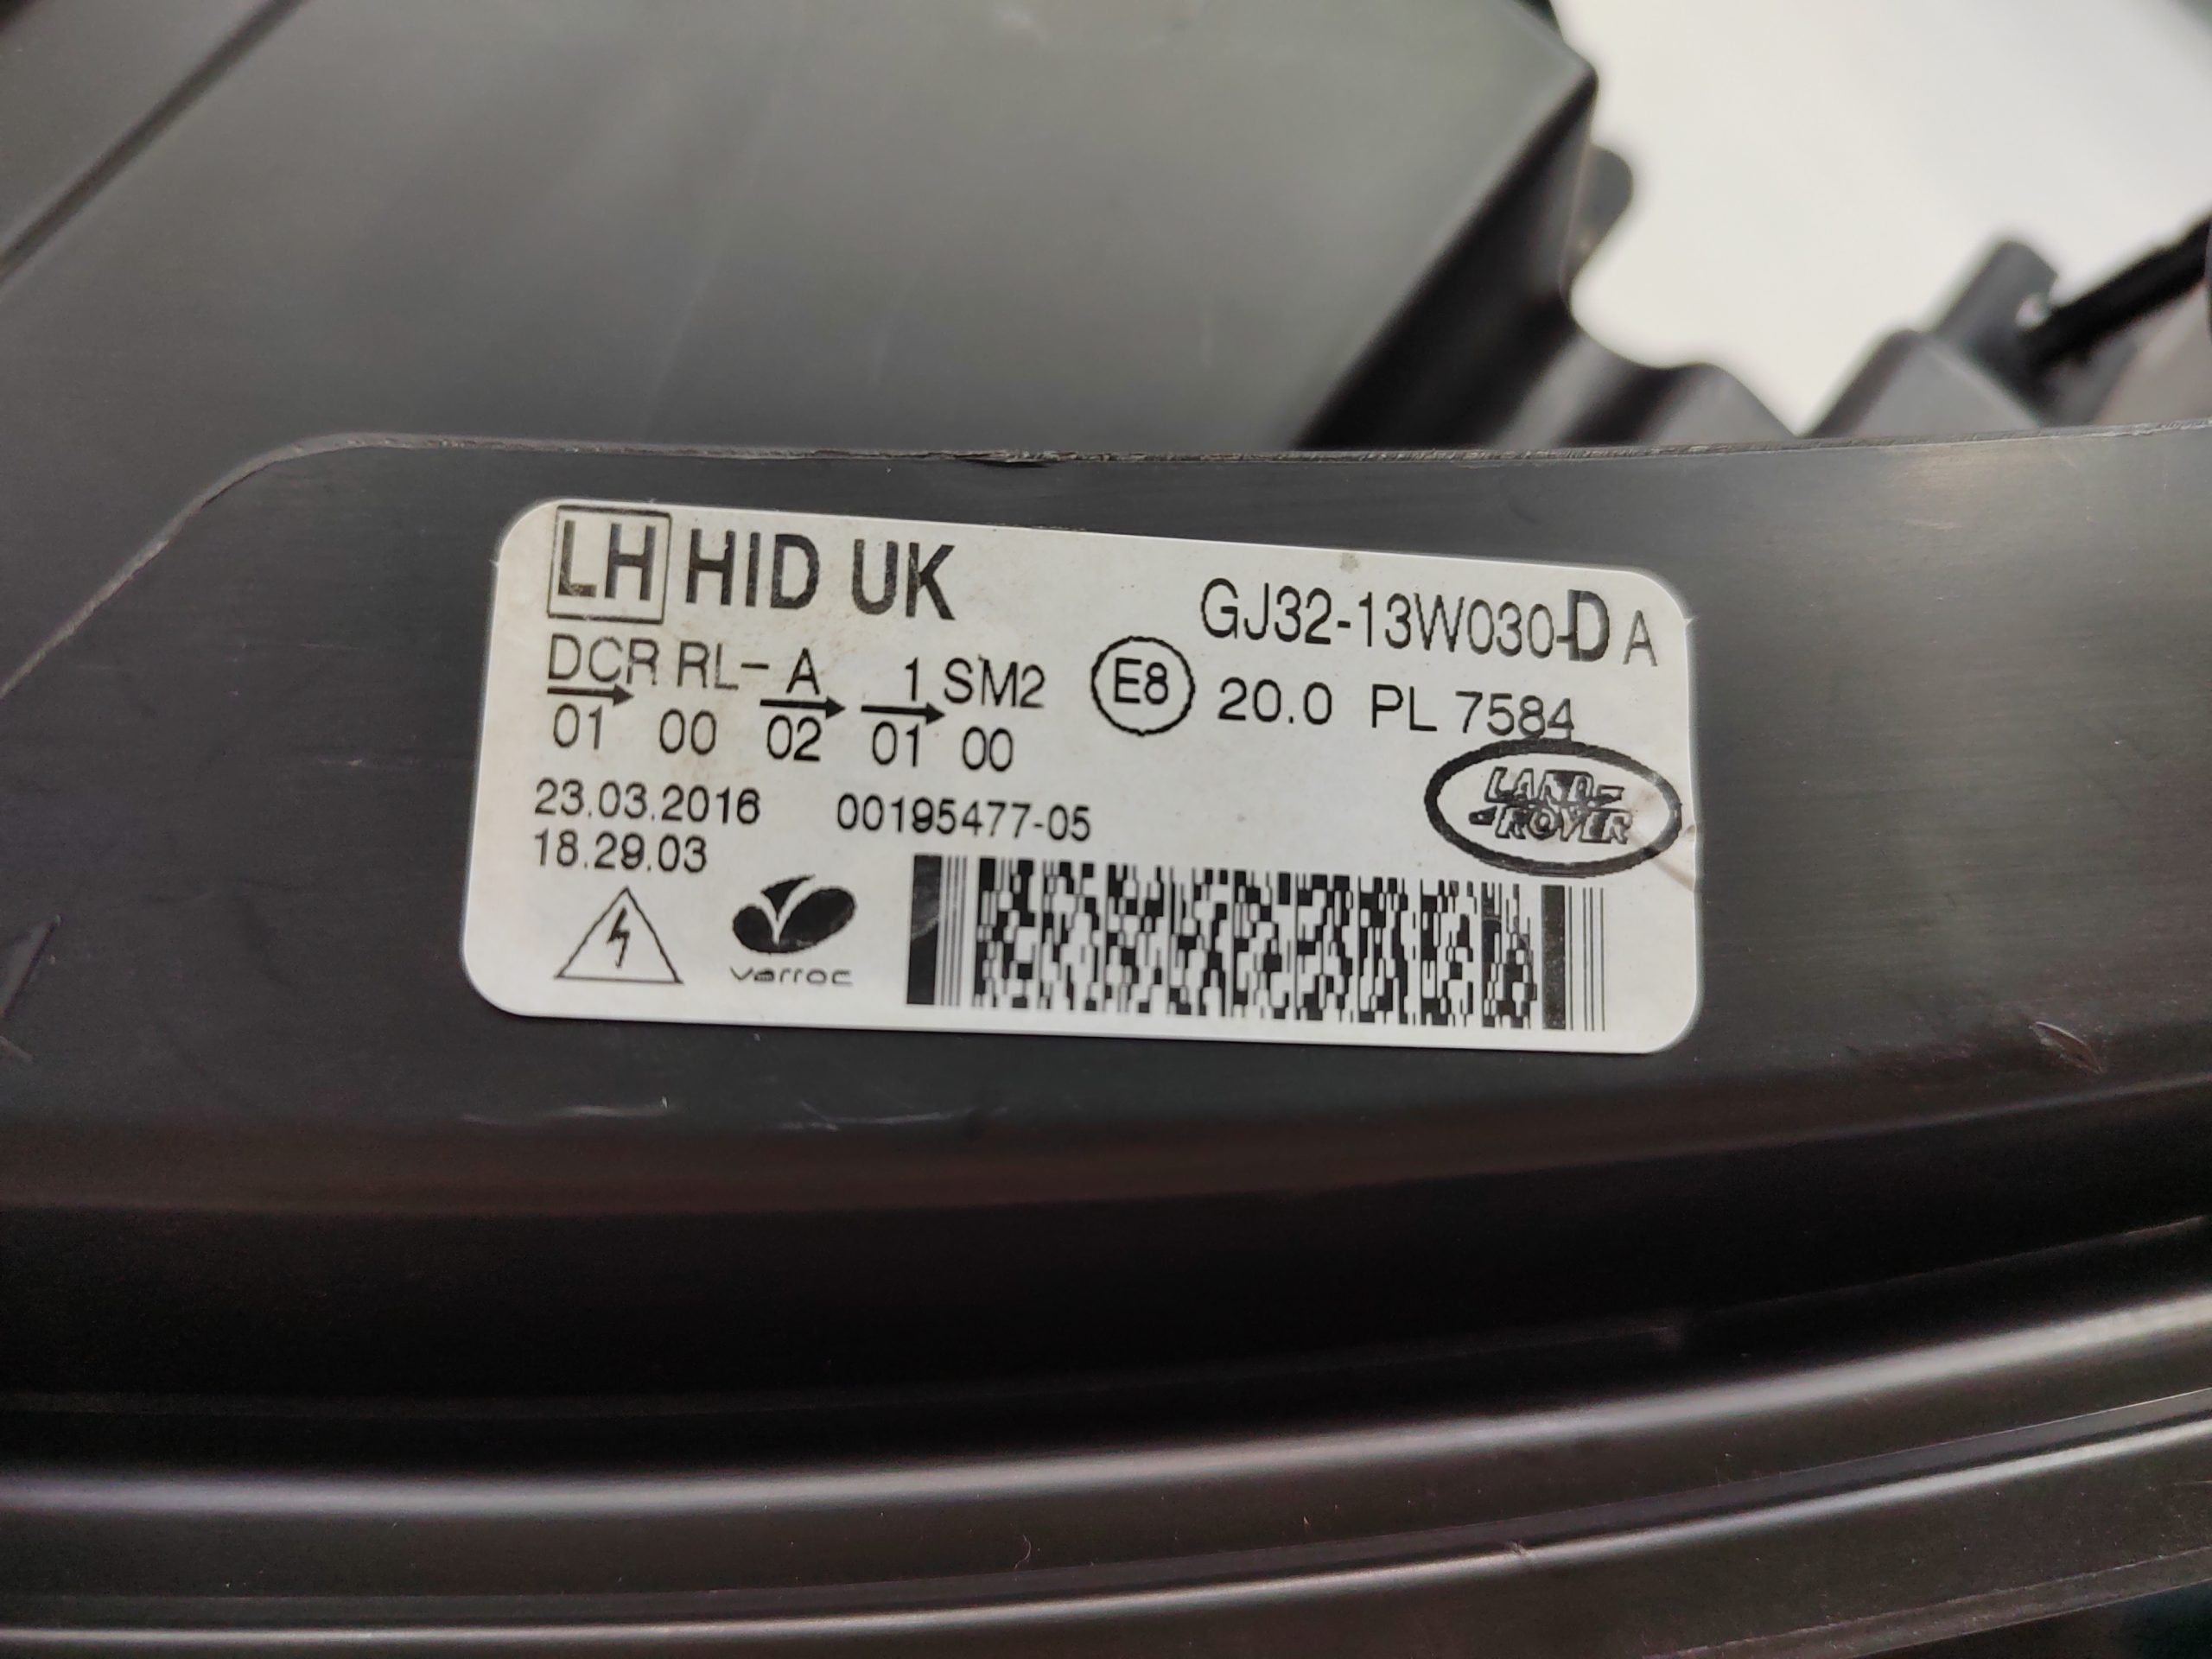 LH HID UK
GJ32-13W030-D A
DCR RL- A 1 SM2
01 00 02 01 00
E8 20.0 PL 7584
LAND-
ROVER
23.03.2016 00195477-05
18.29.03
varroc